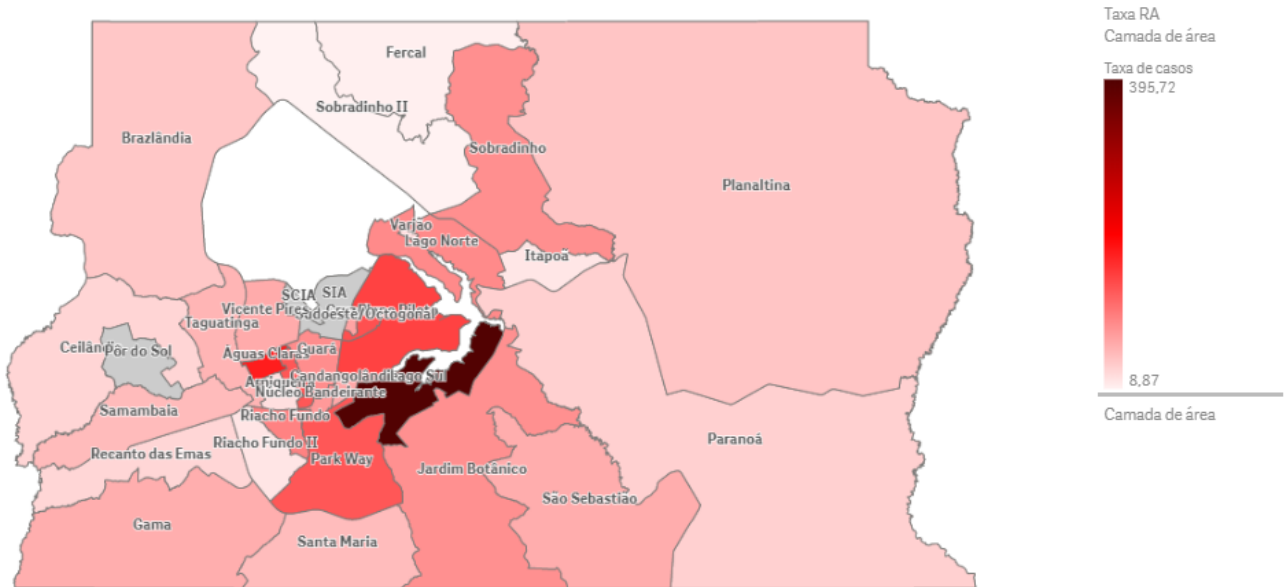 Taxa RA
Camada de área
Taxa de casos
395,72
8,87
Camada de área
Fercal
Sobradinho II
Brazlândia
Sobradinho
Planaltina
Varjão
Lago Norte
Itapoã
SCIA
SIA
Vicente Pires
Sudoeste/Octogonal
Taguatinga
Ceilând
Pôr do Sol
Águas Claras
Guará
Candangolândia
Lago Sul
Arniqueira
Núcleo Bandeirante
Samambaia
Riacho Fundo
Riacho Fundo II
Recanto das Emas
Park Way
Paranoá
Jardim Botânico
São Sebastião
Gama
Santa Maria